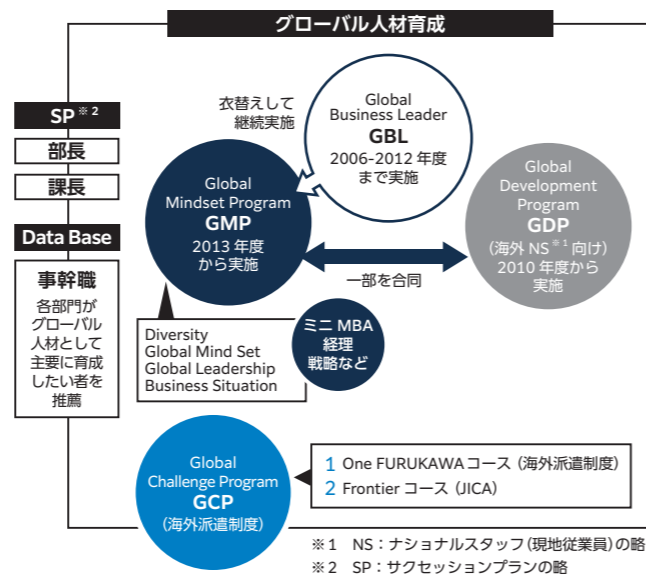 グローバル人材育成
SP※2
部長
課長
Data Base
事幹職
各部門が
グローバル
人材として
主要に育成
したい者を
推薦
衣替えして
継続実施
Global
Business Leader
GBL
2006-2012 年度
まで実施
Global
Mindset Program
GMP
2013 年度
から実施
Global
Development
Program
GDP
(海外 NS※1 向け)
2010 年度から
実施
一部を合同
Diversity
Global Mind Set
Global Leadership
Business Situation
ミニ MBA
経理
戦略など
Global
Challenge Program
GCP
(海外派遣制度)
1 One FURUKAWA コース (海外派遣制度)
2 Frontier コース (JICA)
※1 NS:ナショナルスタッフ(現地従業員)の略
※2 SP:サクセッションプランの略